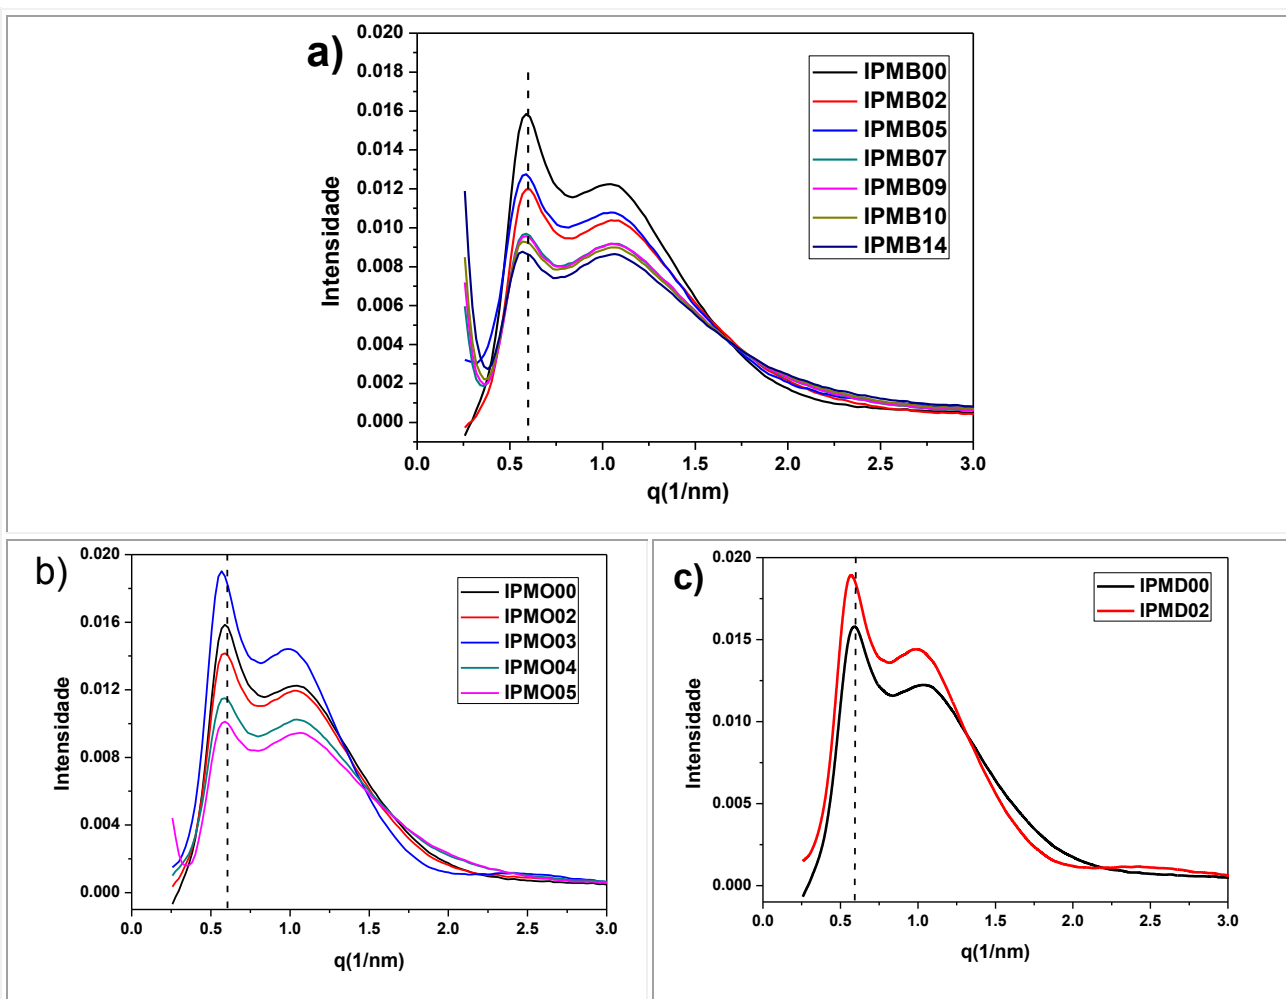 a)
0.020
0.018
0.016
0.014
0.012
0.010
0.008
0.006
0.004
0.002
0.000
Intensidade
IPMB00
IPMB02
IPMB05
IPMB07
IPMB09
IPMB10
IPMB14
0.0 0.5 1.0 1.5 2.0 2.5 3.0
q(1/nm)
b)
0.020
0.016
0.012
0.008
0.004
0.000
Intensidade
IPMO00
IPMO02
IPMO03
IPMO04
IPMO05
0.0 0.5 1.0 1.5 2.0 2.5 3.0
q(1/nm)
c)
0.020
0.015
0.010
0.005
0.000
Intensidade
IPMD00
IPMD02
0.0 0.5 1.0 1.5 2.0 2.5 3.0
q(1/nm)